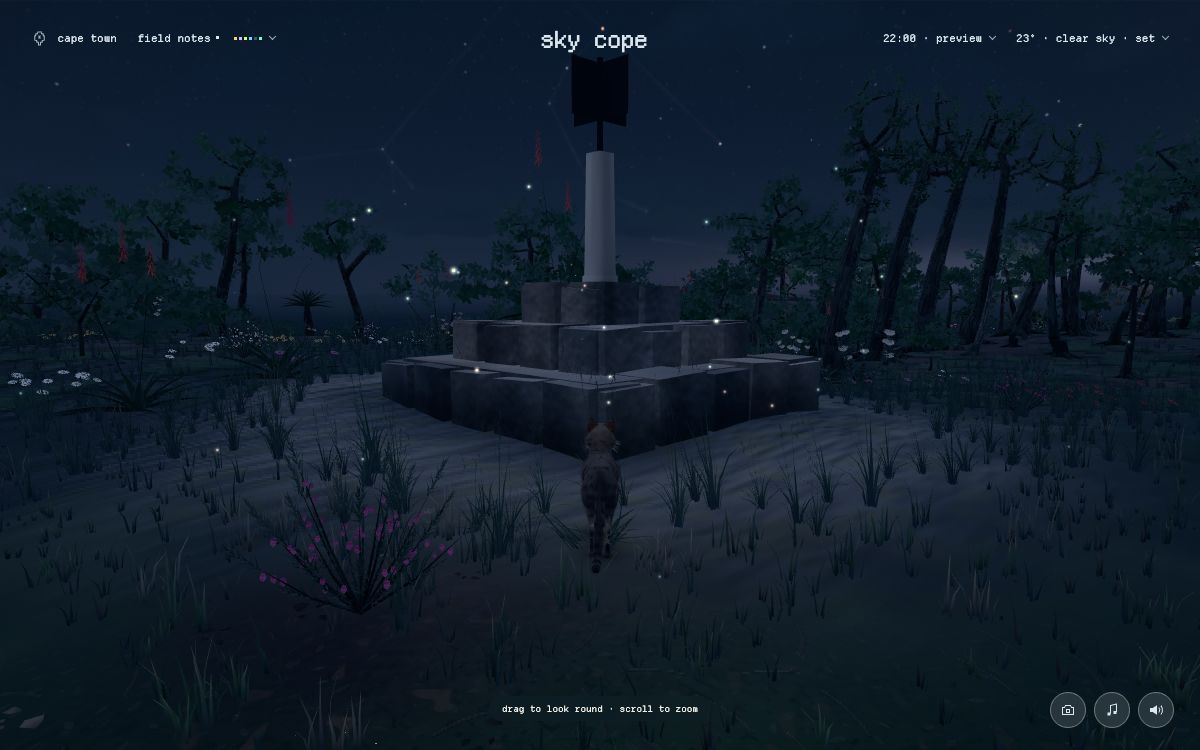 cape town
field notes
sky cope
22:00 · preview
23° · clear sky · set
drag to look round · scroll to zoom